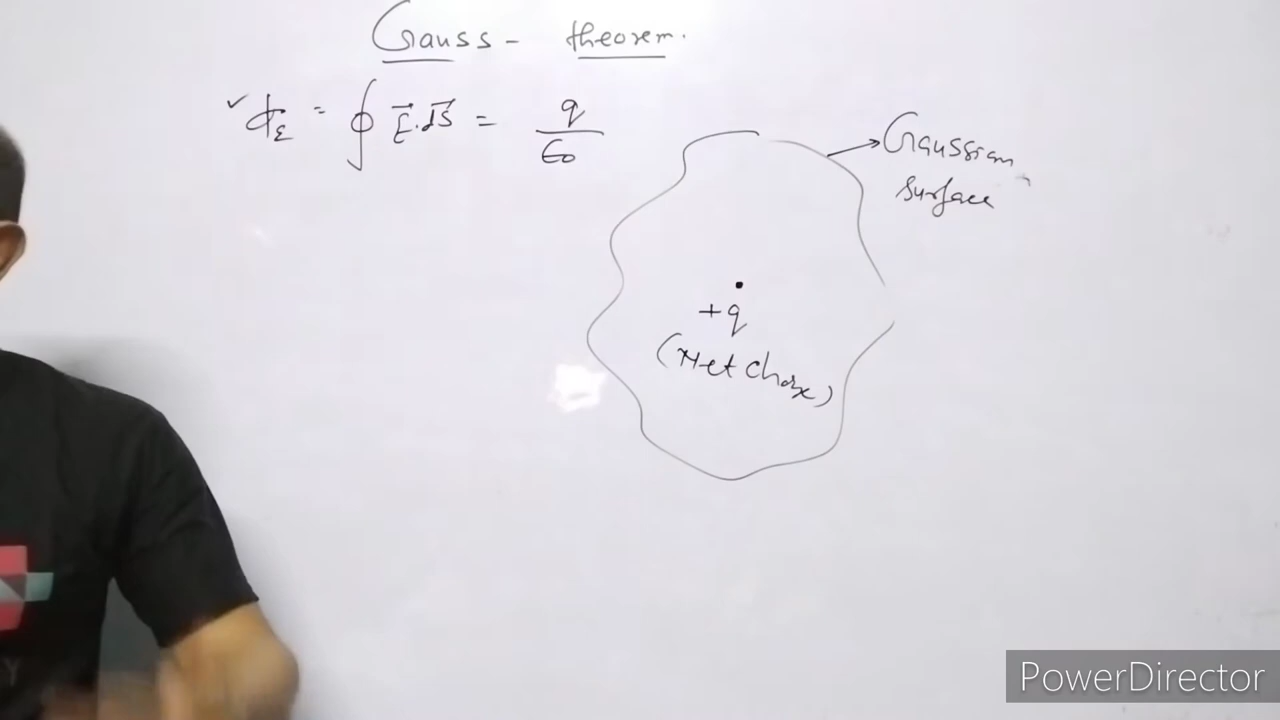 Gauss - theorem.
✓ ϕ_E = ∮ E⃗.dS⃗ = q/ϵ₀
Gaussian
surface
+q
(Net Charge)
PowerDirector